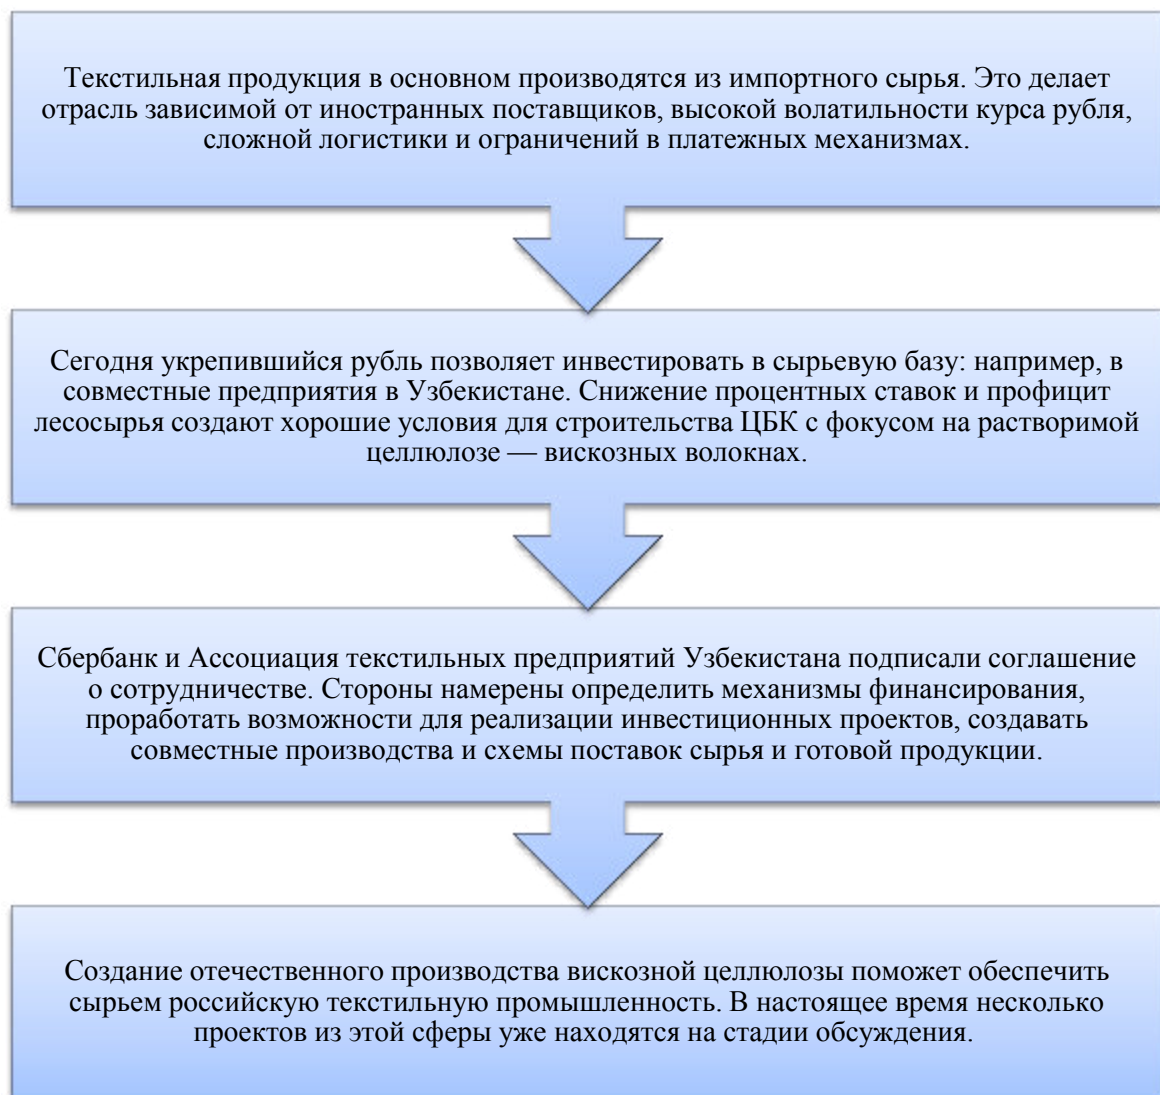 Текстильная продукция в основном производятся из импортного сырья. Это делает
отрасль зависимой от иностранных поставщиков, высокой волатильности курса рубля,
сложной логистики и ограничений в платежных механизмах.
Сегодня укрепившийся рубль позволяет инвестировать в сырьевую базу: например, в
совместные предприятия в Узбекистане. Снижение процентных ставок и профицит
лесосырья создают хорошие условия для строительства ЦБК с фокусом на растворимой
целлюлозе — вискозных волокнах.
Сбербанк и Ассоциация текстильных предприятий Узбекистана подписали соглашение
о сотрудничестве. Стороны намерены определить механизмы финансирования,
проработать возможности для реализации инвестиционных проектов, создавать
совместные производства и схемы поставок сырья и готовой продукции.
Создание отечественного производства вискозной целлюлозы поможет обеспечить
сырьем российскую текстильную промышленность. В настоящее время несколько
проектов из этой сферы уже находятся на стадии обсуждения.